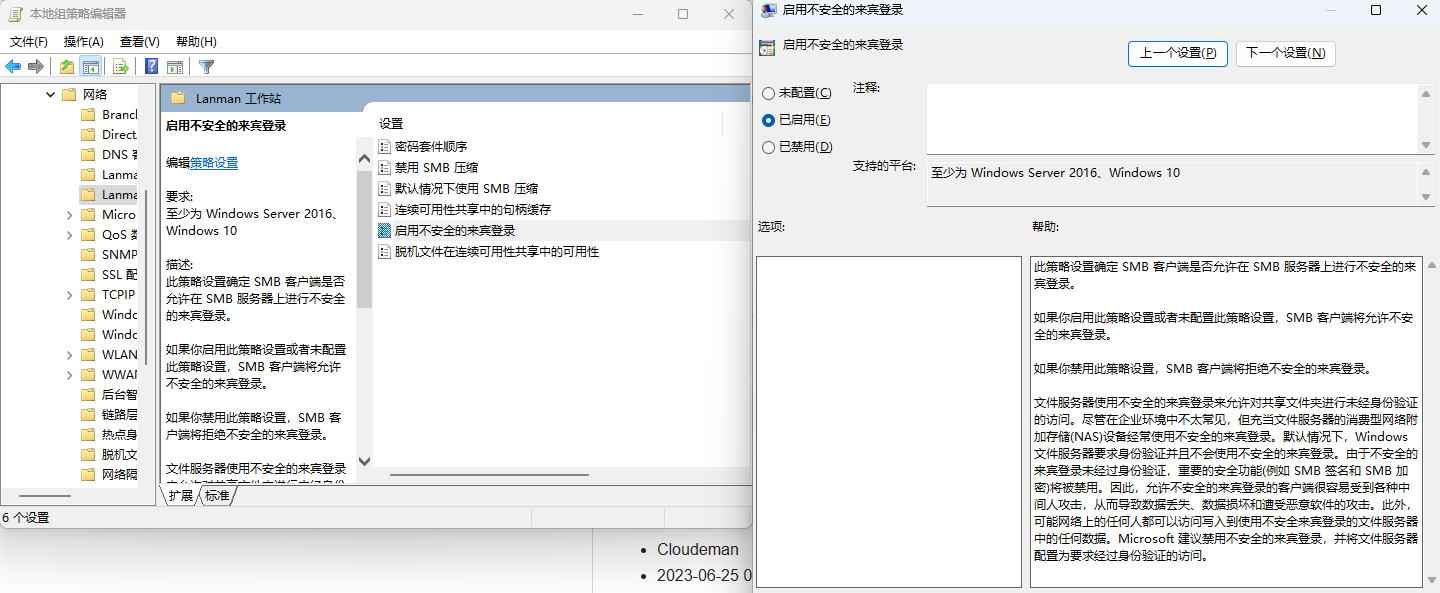 本地组策略编辑器
文件(F) 操作(A) 查看(V) 帮助(H)
网络
Branc
Direct
DNS 客
Lanma
Lanma
Micro
QoS 数
SNMP
SSL 配
TCPIP
Windo
Windo
WLAN
WWAN
后台智
链路层
热点身
脱机文
网络隔
Lanman 工作站
启用不安全的来宾登录
编辑策略设置
要求:
至少为 Windows Server 2016、
Windows 10
描述:
此策略设置确定 SMB 客户端是否
允许在 SMB 服务器上进行不安全
的来宾登录。
如果你启用此策略设置或者未配置
此策略设置，SMB 客户端将允许
不安全的来宾登录。
如果你禁用此策略设置，SMB 客
户端将拒绝不安全的来宾登录。
文件服务器使用不安全的来宾登录
来允许对共享文件夹进行未经身份
设置
密码套件顺序
禁用 SMB 压缩
默认情况下使用 SMB 压缩
连续可用性共享中的句柄缓存
启用不安全的来宾登录
脱机文件在连续可用性共享中的可用性
扩展 标准
6 个设置
Cloudeman
2023-06-25 0
启用不安全的来宾登录
启用不安全的来宾登录
上一个设置(P) 下一个设置(N)
未配置(C)
已启用(E)
已禁用(D)
注释:
支持的平台:
至少为 Windows Server 2016、Windows 10
选项:
帮助:
此策略设置确定 SMB 客户端是否允许在 SMB 服务器上进行不安全的来
宾登录。
如果你启用此策略设置或者未配置此策略设置，SMB 客户端将允许不安
全的来宾登录。
如果你禁用此策略设置，SMB 客户端将拒绝不安全的来宾登录。
文件服务器使用不安全的来宾登录来允许对共享文件夹进行未经身份验证
的访问。尽管在企业环境中不太常见，但充当文件服务器的消费型网络附
加存储(NAS)设备经常使用不安全的来宾登录。默认情况下，Windows
文件服务器要求身份验证并且不会使用不安全的来宾登录。由于不安全的
来宾登录未经过身份验证，重要的安全功能(例如 SMB 签名和 SMB 加
密)将被禁用。因此，允许不安全的来宾登录的客户端很容易受到各种中
间人攻击，从而导致数据丢失、数据损坏和遭受恶意软件的攻击。此外，
可能网络上的任何人都可以访问写入到使用不安全来宾登录的文件服务器
中的任何数据。Microsoft 建议禁用不安全的来宾登录，并将文件服务器
配置为要求经过身份验证的访问。